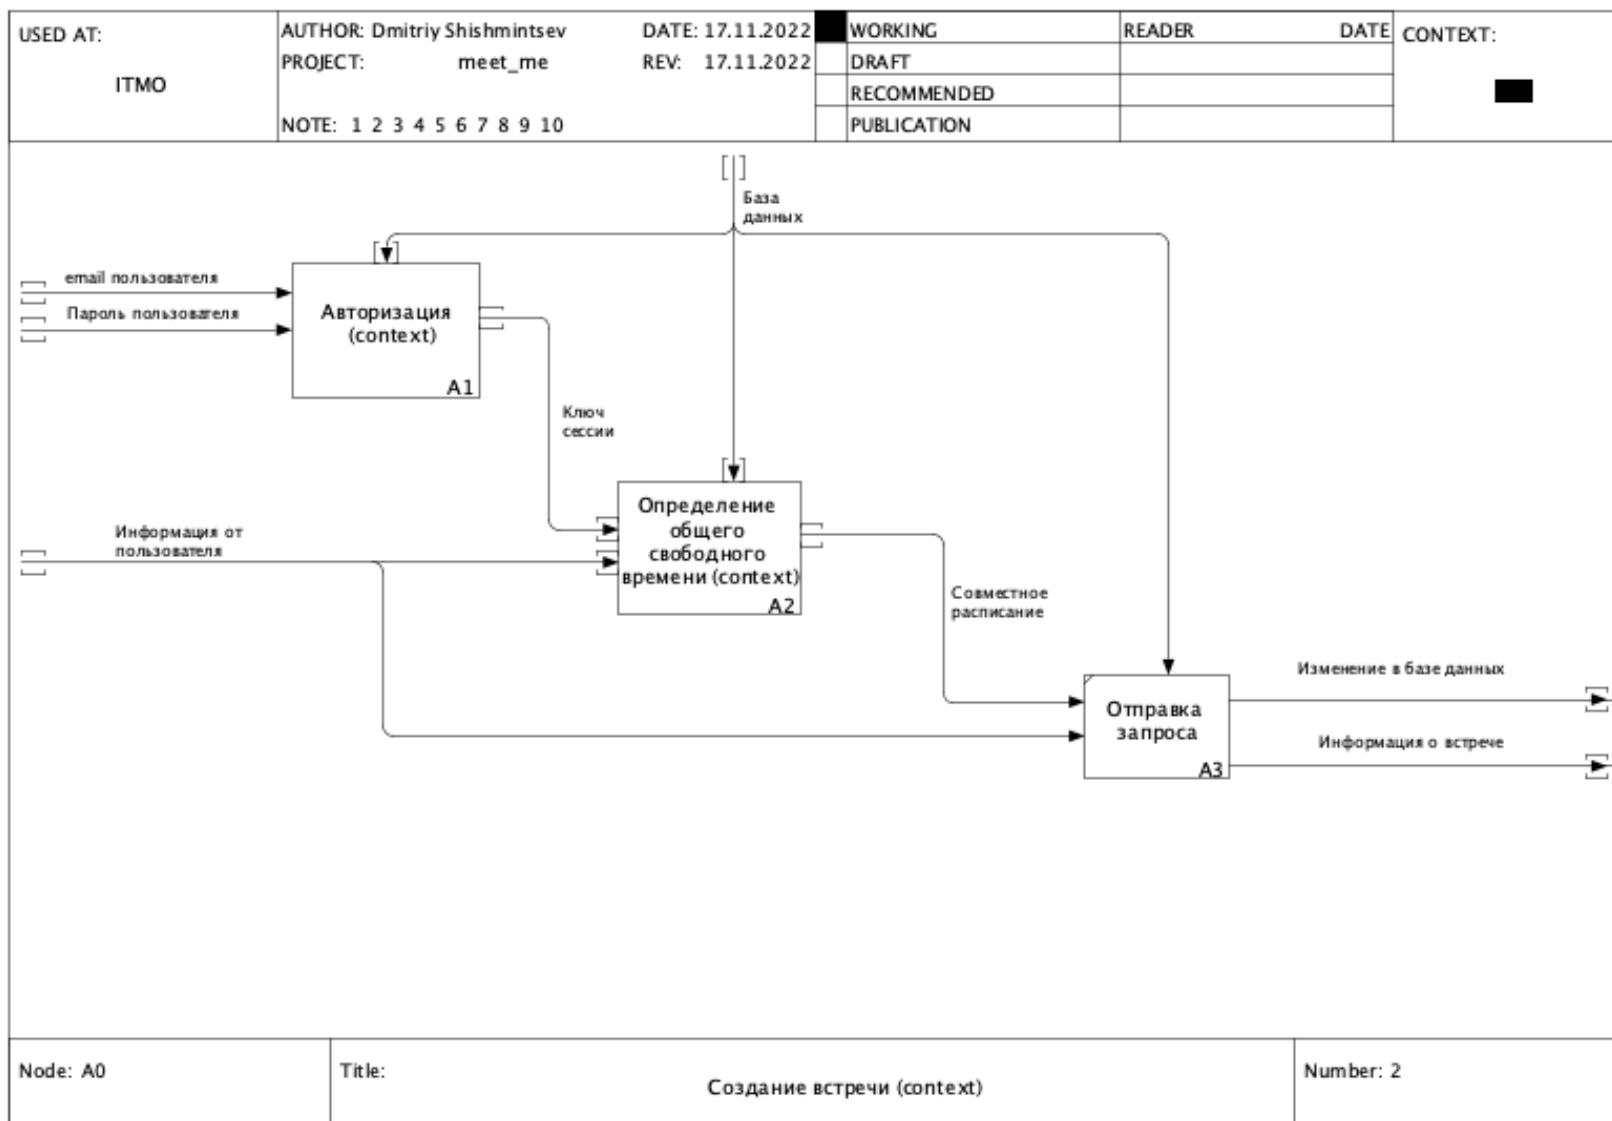 USED AT:
ITMO
AUTHOR: Dmitriy Shishmintsev
DATE: 17.11.2022
PROJECT: meet_me
REV: 17.11.2022
NOTE: 1 2 3 4 5 6 7 8 9 10
WORKING
DRAFT
RECOMMENDED
PUBLICATION
READER
DATE
CONTEXT:
База
данных
email пользователя
Пароль пользователя
Авторизация
(context)
A1
Ключ
сессии
Информация от
пользователя
Определение
общего
свободного
времени (context)
A2
Совместное
расписание
Отправка
запроса
A3
Изменение в базе данных
Информация о встрече
Node: A0
Title:
Создание встречи (context)
Number: 2